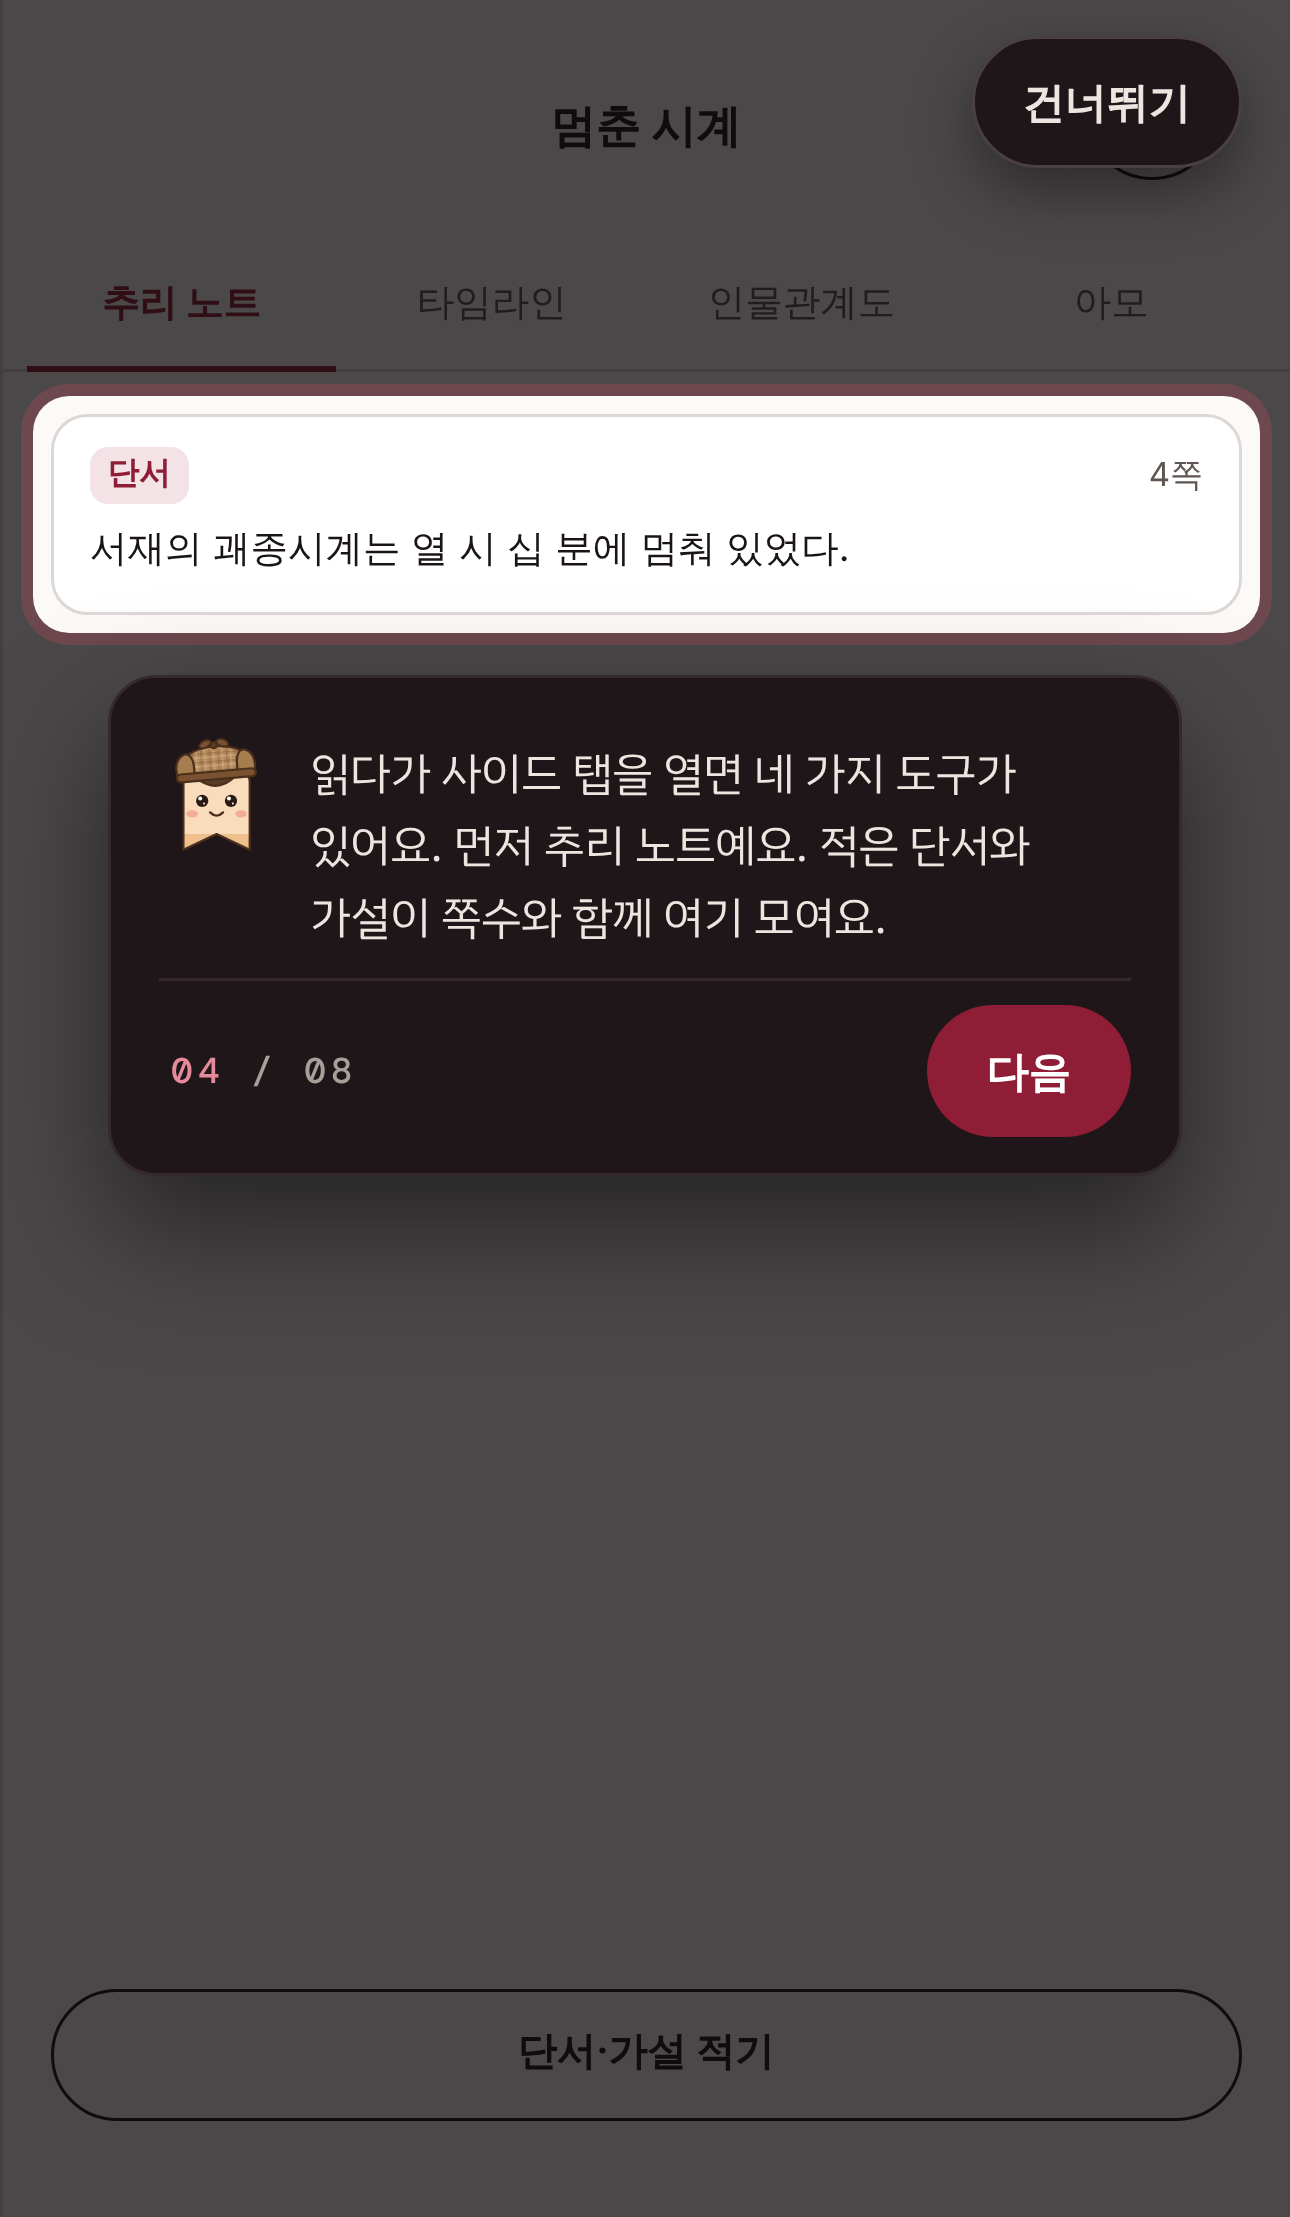 멈춘 시계
건너뛰기
추리 노트 타임라인 인물관계도 아모
단서 4쪽
서재의 괘종시계는 열 시 십 분에 멈춰 있었다.
읽다가 사이드 탭을 열면 네 가지 도구가
있어요. 먼저 추리 노트예요. 적은 단서와
가설이 쪽수와 함께 여기 모여요.
04 / 08
다음
단서·가설 적기